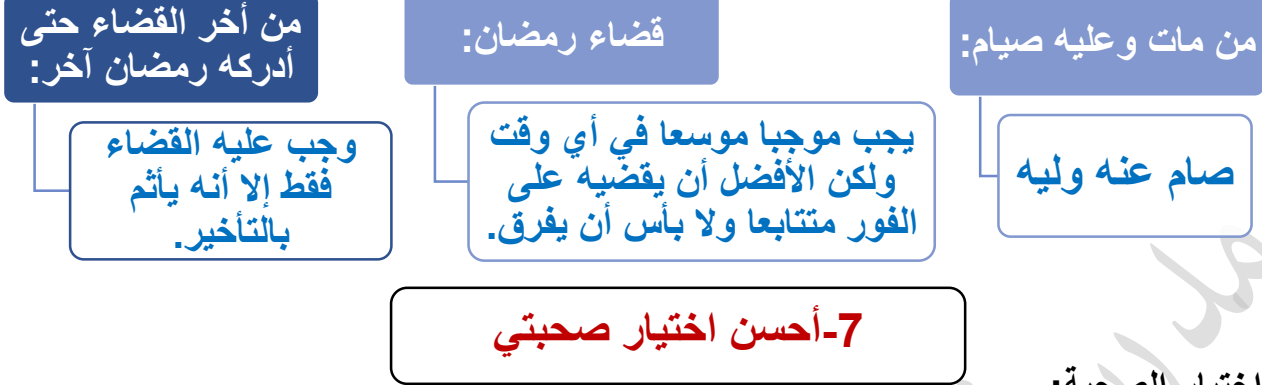 من مات وعليه صيام:
صام عنه وليه
قضاء رمضان:
يجب موجبا موسعا في أي وقت
ولكن الأفضل أن يقضيه على
الفور متتابعا ولا بأس أن يفرق.
من أخر القضاء حتى
أدركه رمضان آخر:
وجب عليه القضاء
فقط إلا أنه يأثم
بالتأخير.
7-أحسن اختيار صحبتي